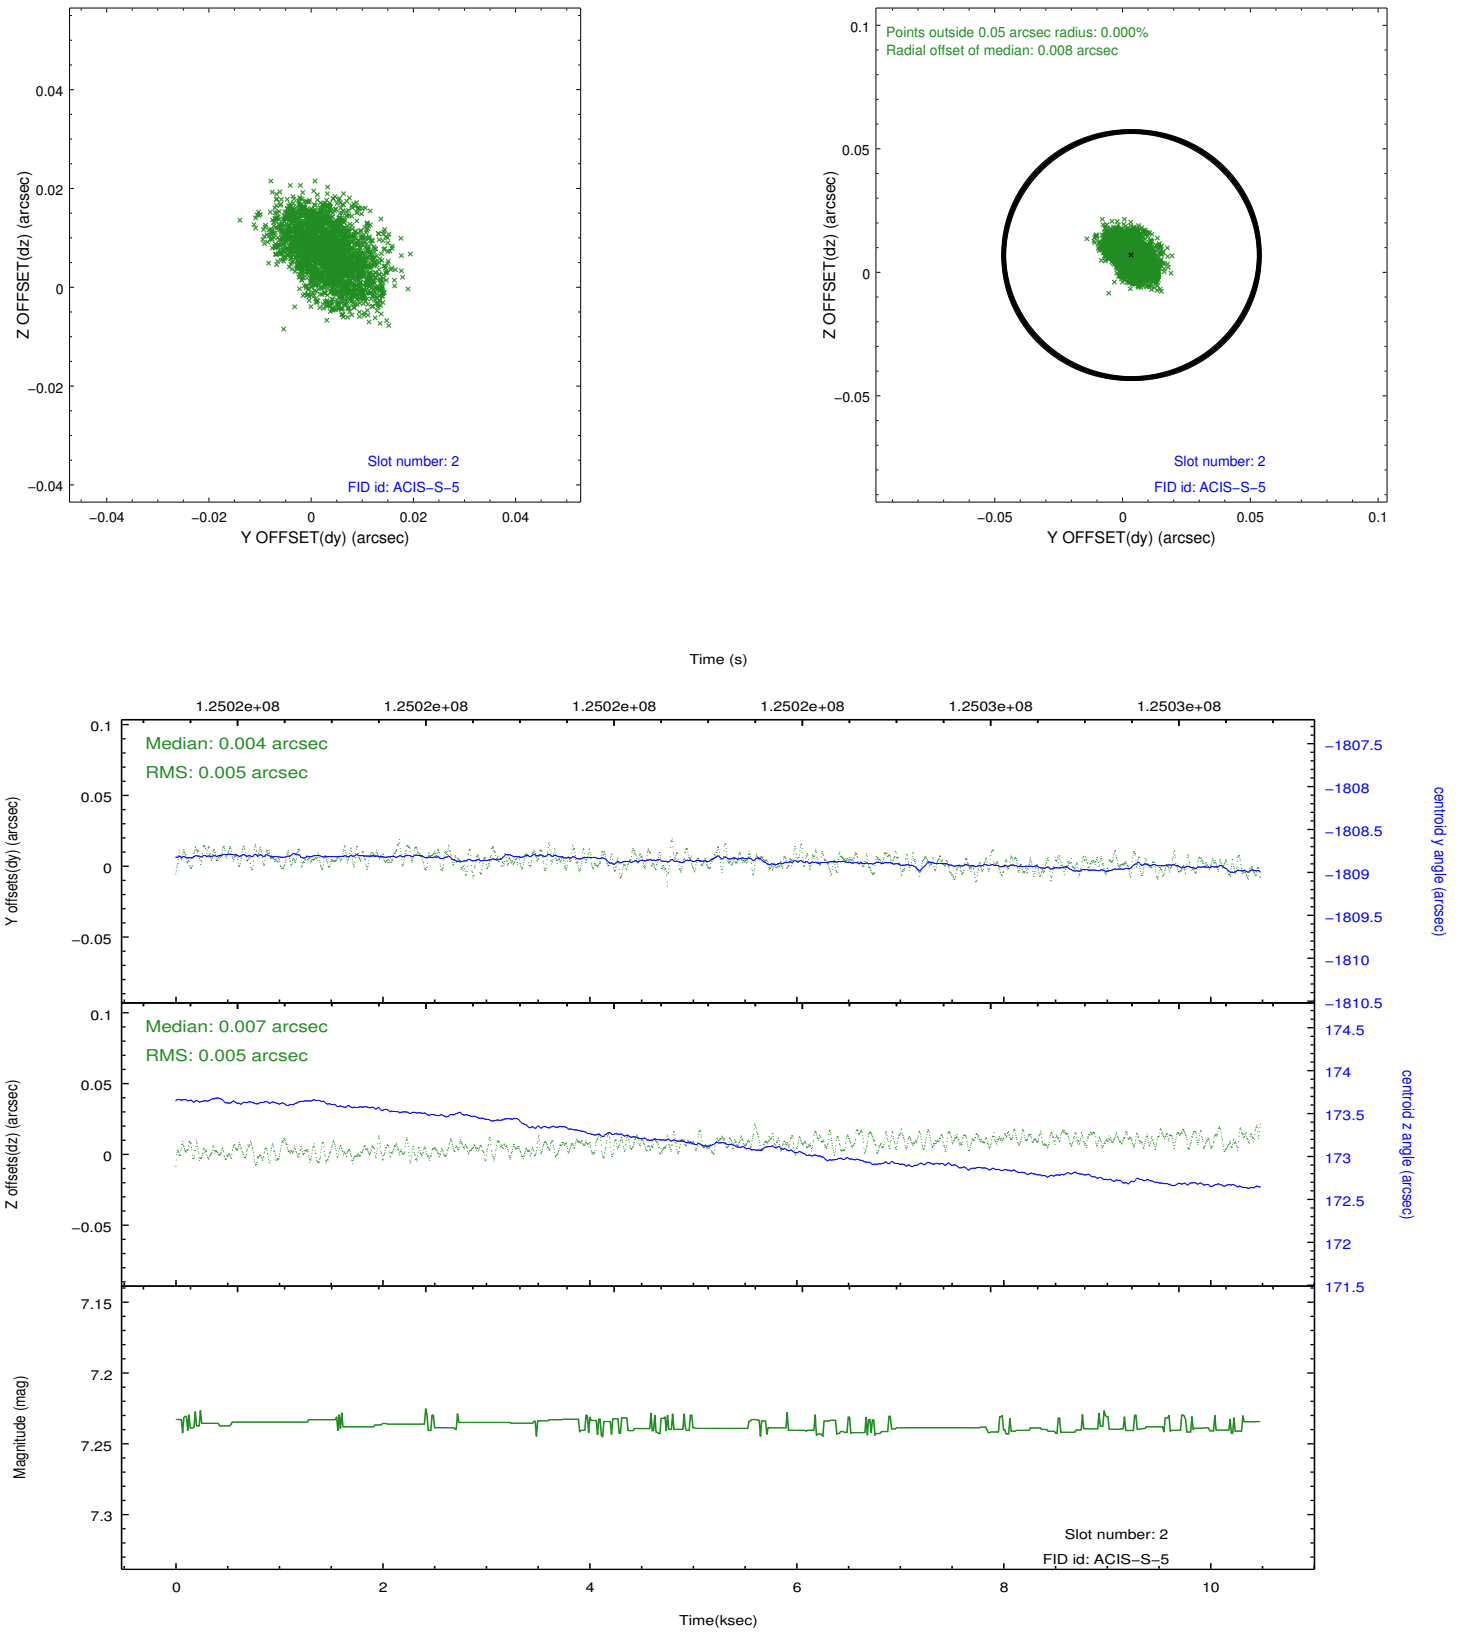 0.04
0.02
0
−0.02
−0.04
Z OFFSET(dz) (arcsec)
Slot number: 2
FID id: ACIS−S−5
−0.04
−0.02
0
0.02
0.04
Y OFFSET(dy) (arcsec)
Points outside 0.05 arcsec radius: 0.000%
Radial offset of median: 0.008 arcsec
0.1
0.05
0
−0.05
Z OFFSET(dz) (arcsec)
Slot number: 2
FID id: ACIS−S−5
−0.05
0
0.05
0.1
Y OFFSET(dy) (arcsec)
Time (s)
1.2502e+08
1.2502e+08
1.2502e+08
1.2502e+08
1.2503e+08
1.2503e+08
Median: 0.004 arcsec
RMS: 0.005 arcsec
0.1
0.05
0
−0.05
Y offsets(dy) (arcsec)
−1807.5
−1808
−1808.5
−1809
−1809.5
−1810
−1810.5
centroid y angle (arcsec)
Median: 0.007 arcsec
RMS: 0.005 arcsec
0.1
0.05
0
−0.05
Z offsets(dz) (arcsec)
174.5
174
173.5
173
172.5
172
171.5
centroid z angle (arcsec)
7.15
7.2
7.25
7.3
Magnitude (mag)
Slot number: 2
FID id: ACIS−S−5
0
2
4
6
8
10
Time(ksec)